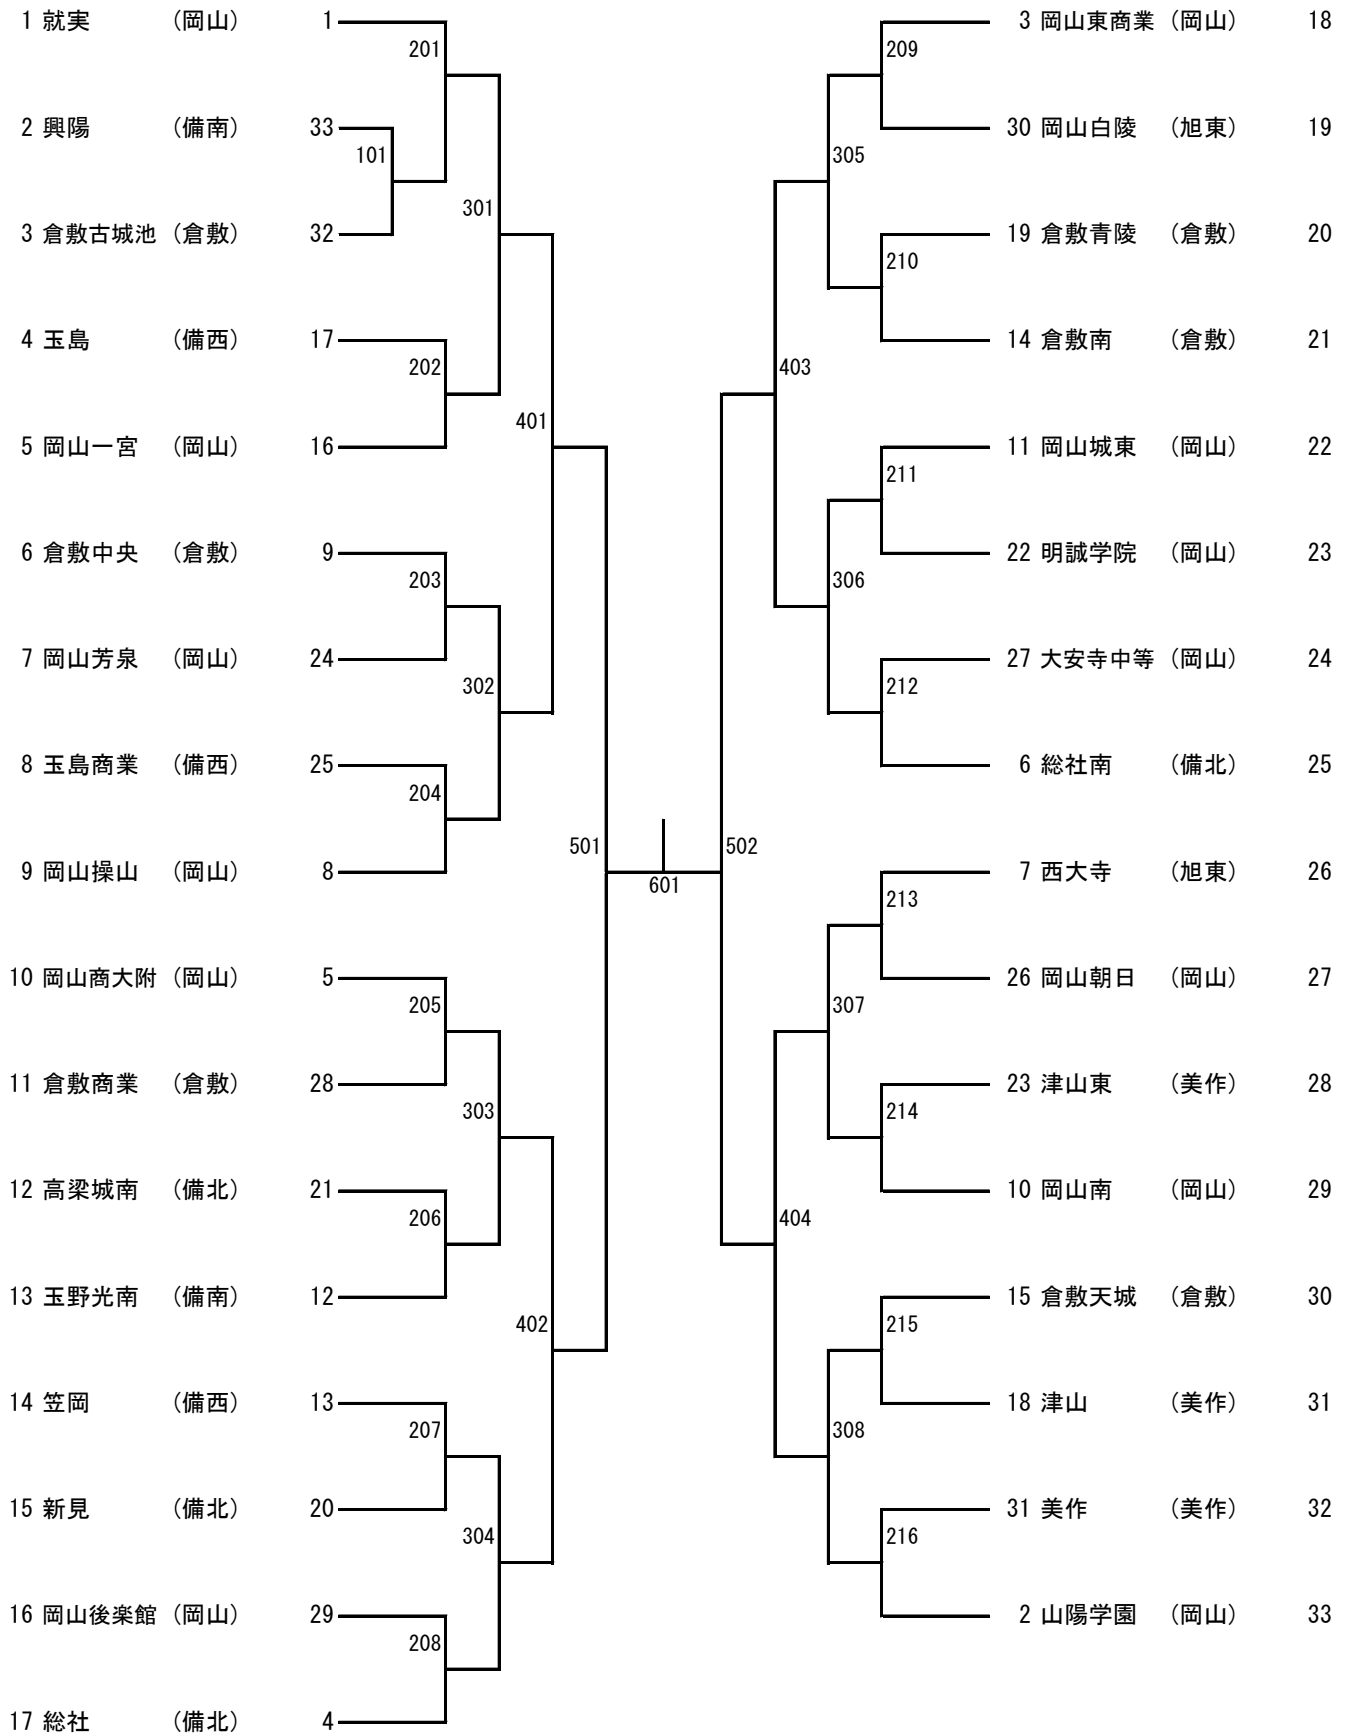 1 就実 （岡山） 1
201
2 興陽 （備南） 33
101
3 倉敷古城池 （倉敷） 32
301
4 玉島 （備西） 17
202
5 岡山一宮 （岡山） 16
401
6 倉敷中央 （倉敷） 9
203
7 岡山芳泉 （岡山） 24
302
8 玉島商業 （備西） 25
204
9 岡山操山 （岡山） 8
501
10 岡山商大附 （岡山） 5
205
11 倉敷商業 （倉敷） 28
303
12 高梁城南 （備北） 21
206
13 玉野光南 （備南） 12
402
14 笠岡 （備西） 13
207
15 新見 （備北） 20
304
16 岡山後楽館 （岡山） 29
208
17 総社 （備北） 4
601
3 岡山東商業 （岡山） 18
209
30 岡山白陵 （旭東） 19
305
19 倉敷青陵 （倉敷） 20
210
14 倉敷南 （倉敷） 21
403
11 岡山城東 （岡山） 22
211
22 明誠学院 （岡山） 23
306
27 大安寺中等 （岡山） 24
212
6 総社南 （備北） 25
502
7 西大寺 （旭東） 26
213
26 岡山朝日 （岡山） 27
307
23 津山東 （美作） 28
214
10 岡山南 （岡山） 29
404
15 倉敷天城 （倉敷） 30
215
18 津山 （美作） 31
308
31 美作 （美作） 32
216
2 山陽学園 （岡山） 33